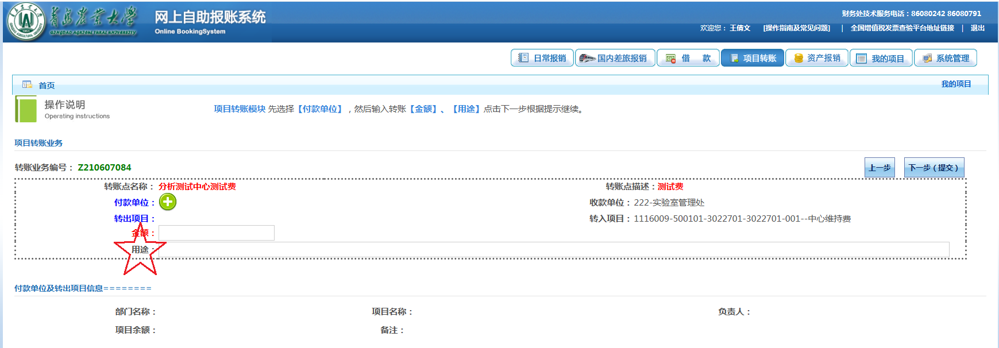 青岛农业大学
QINGDAO AGRICULTURAL UNIVERSITY
网上自助报账系统
Online BookingSystem
财务处技术服务电话：86080242 86080791
欢迎您： 王倩文 [操作指南及常见问题] | 全国增值税发票查验平台地址链接 | 退出
日常报销 国内差旅报销 借 款 项目转账 资产报销 我的项目 系统管理
首页 我的项目
操作说明
Operating instructions
项目转账模块 先选择【付款单位】，然后输入转账【金额】、【用途】点击下一步根据提示继续。
项目转账业务
转账业务编号： Z210607084 上一步 下一步（提交）
转账点名称： 分析测试中心测试费 转账点描述：测试费
付款单位： 收款单位： 222-实验室管理处
转出项目： 转入项目： 1116009-500101-3022701-3022701-001--中心维持费
金额：
用途：
付款单位及转出项目信息========
部门名称： 项目名称： 负责人：
项目余额： 备注：